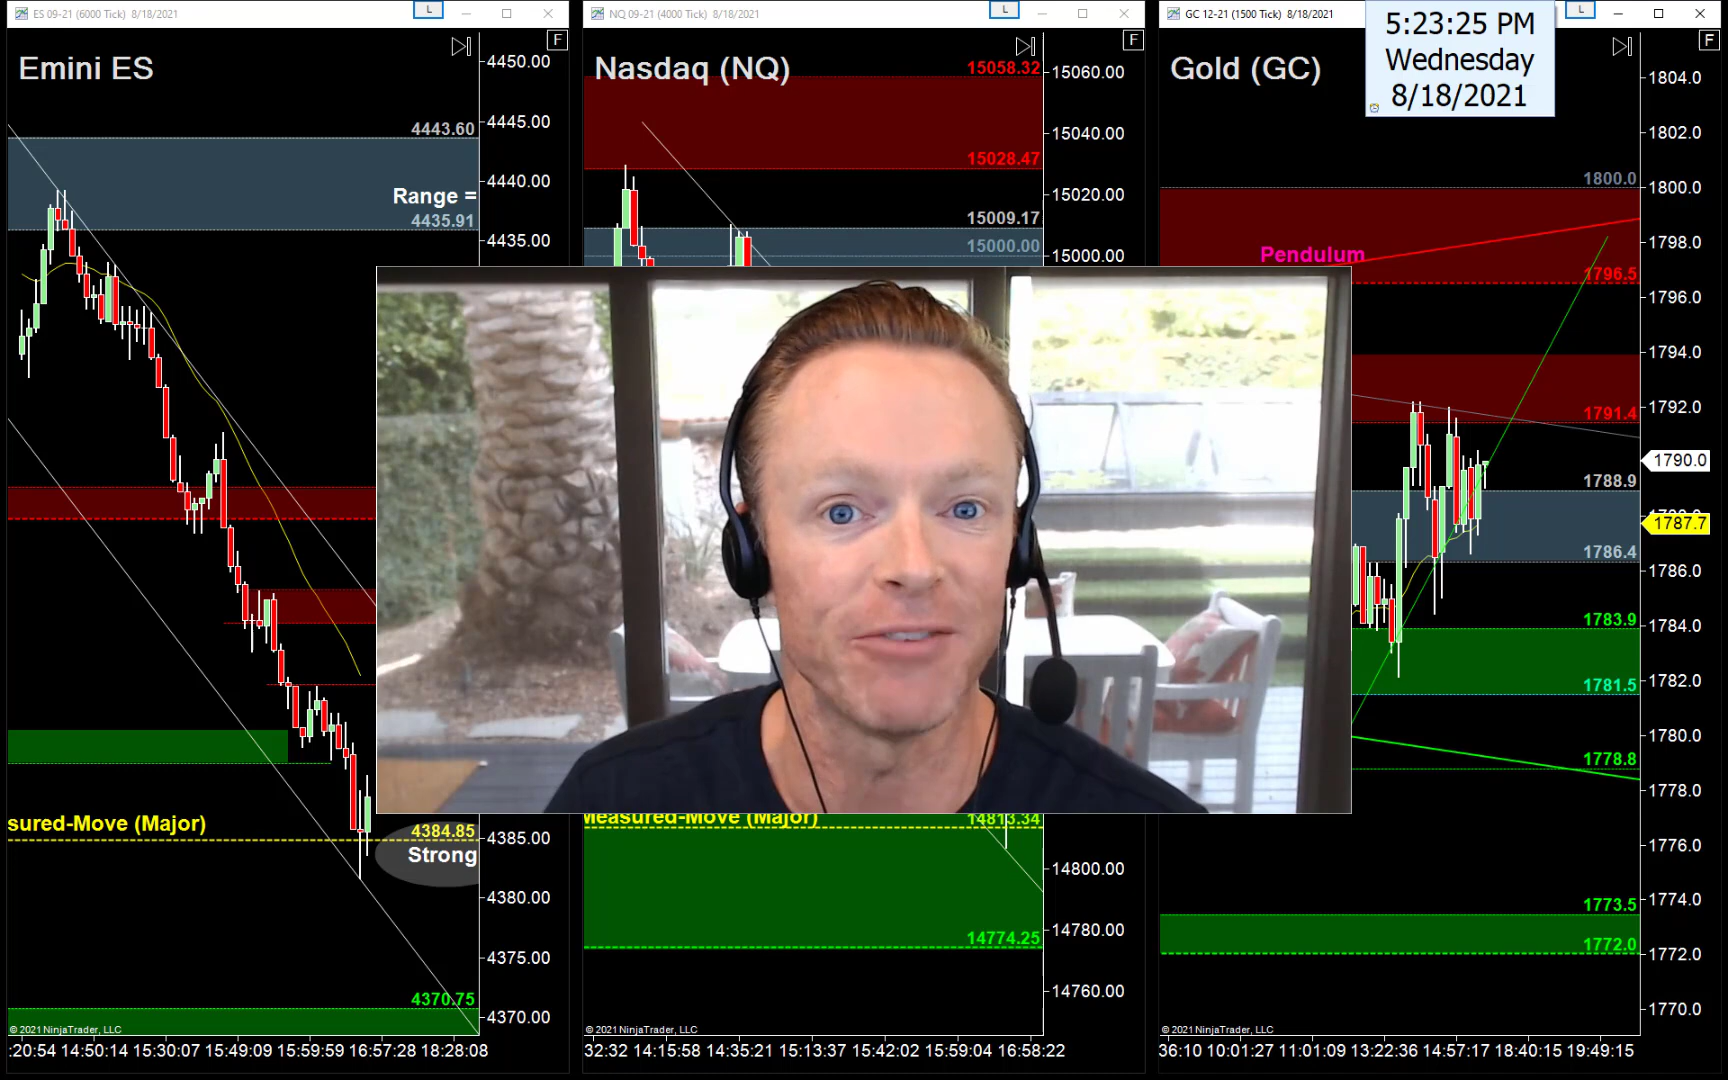 ES 09-21 (6000 Tick) 8/18/2021
L
F
Emini ES
4443.60
Range =
4435.91
4450.00
4445.00
4440.00
4435.00
sured-Move (Major)
4384.85
Strong
4385.00
4380.00
4375.00
4370.75
4370.00
© 2021 NinjaTrader, LLC
:20:54 14:50:14 15:30:07 15:49:09 15:59:59 16:57:28 18:28:08
NQ 09-21 (4000 Tick) 8/18/2021
L
F
Nasdaq (NQ)
15058.32
15060.00
15040.00
15028.47
15020.00
15009.17
15000.00
15000.00
Measured-Move (Major)
14813.34
14800.00
14780.00
14774.25
14760.00
© 2021 NinjaTrader, LLC
32:32 14:15:58 14:35:21 15:13:37 15:42:02 15:59:04 16:58:22
GC 12-21 (1500 Tick) 8/18/2021
L
F
5:23:25 PM
Wednesday
8/18/2021
Gold (GC)
1804.0
1802.0
1800.0
1800.0
1798.0
Pendulum
1796.5
1796.0
1794.0
1792.0
1791.4
1790.0
1788.9
1787.7
1786.4
1786.0
1784.0
1783.9
1782.0
1781.5
1780.0
1778.8
1778.0
1776.0
1774.0
1773.5
1772.0
1772.0
1770.0
© 2021 NinjaTrader, LLC
36:10 10:01:27 11:01:09 13:22:36 14:57:17 18:40:15 19:49:15